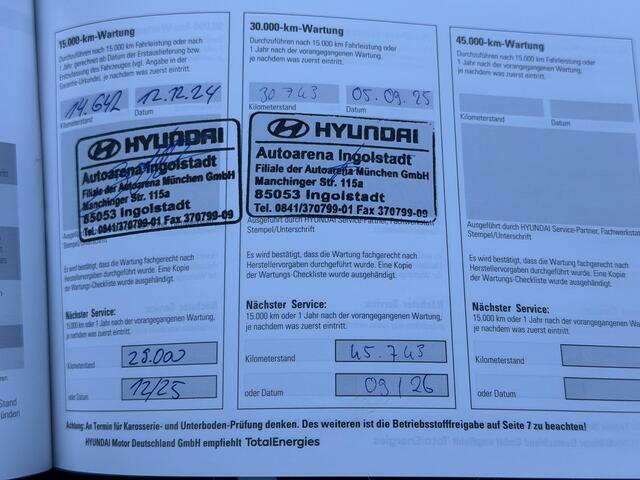 15.000-km-Wartung
Durchführen nach 15.000 km Fahrleistung oder nach
1 Jahr, gerechnet ab Datum der Erstauslieferung bzw.
Erstzulassung des Fahrzeuges (vgl. Angabe in der
Garantie-Urkunde), je nachdem was zuerst eintritt.
14.642 12.12.24
Kilometerstand Datum
HYUNDAI
Autoarena Ingolstadt
Filiale der Autoarena München GmbH
Manchinger Str. 115a
85053 Ingolstadt
Tel. 0841/370799-01 Fax 370799-09
Stempel/Unterschrift
Es wird bestätigt, dass die Wartung fachgerecht nach
Herstellervorgaben durchgeführt wurde. Eine Kopie
der Wartungs-Checkliste wurde ausgehändigt.
Nächster Service:
15.000 km oder 1 Jahr nach der vorangegangenen Wartung,
je nachdem was zuerst eintritt.
Kilometerstand 29.000
oder Datum 12/25
30.000-km-Wartung
Durchführen nach 15.000 km Fahrleistung oder
1 Jahr nach der vorangegangenen Wartung,
je nachdem was zuerst eintritt.
30743 05.09.25
Kilometerstand Datum
HYUNDAI
Autoarena Ingolstadt
Filiale der Autoarena München GmbH
Manchinger Str. 115a
85053 Ingolstadt
Tel. 0841/370799-01 Fax 370799-09
Ausgeführt durch HYUNDAI Service-Partner, Fachwerkstatt
Stempel/Unterschrift
Es wird bestätigt, dass die Wartung fachgerecht nach
Herstellervorgaben durchgeführt wurde. Eine Kopie
der Wartungs-Checkliste wurde ausgehändigt.
Nächster Service:
15.000 km oder 1 Jahr nach der vorangegangenen Wartung,
je nachdem was zuerst eintritt.
Kilometerstand 45.743
oder Datum 09/26
45.000-km-Wartung
Durchführen nach 15.000 km Fahrleistung oder
1 Jahr nach der vorangegangenen Wartung,
je nachdem was zuerst eintritt.
Kilometerstand Datum
Ausgeführt durch HYUNDAI Service-Partner, Fachwerkstatt
Stempel/Unterschrift
Es wird bestätigt, dass die Wartung fachgerecht nach
Herstellervorgaben durchgeführt wurde. Eine Kopie
der Wartungs-Checkliste wurde ausgehändigt.
Nächster Service:
15.000 km oder 1 Jahr nach der vorangegangenen
je nachdem was zuerst eintritt.
Kilometerstand
oder Datum
Achtung: An Termin für Karosserie- und Unterboden-Prüfung denken. Des weiteren ist die Betriebsstofffreigabe auf Seite 7 zu beachten!
HYUNDAI Motor Deutschland GmbH empfiehlt TotalEnergies